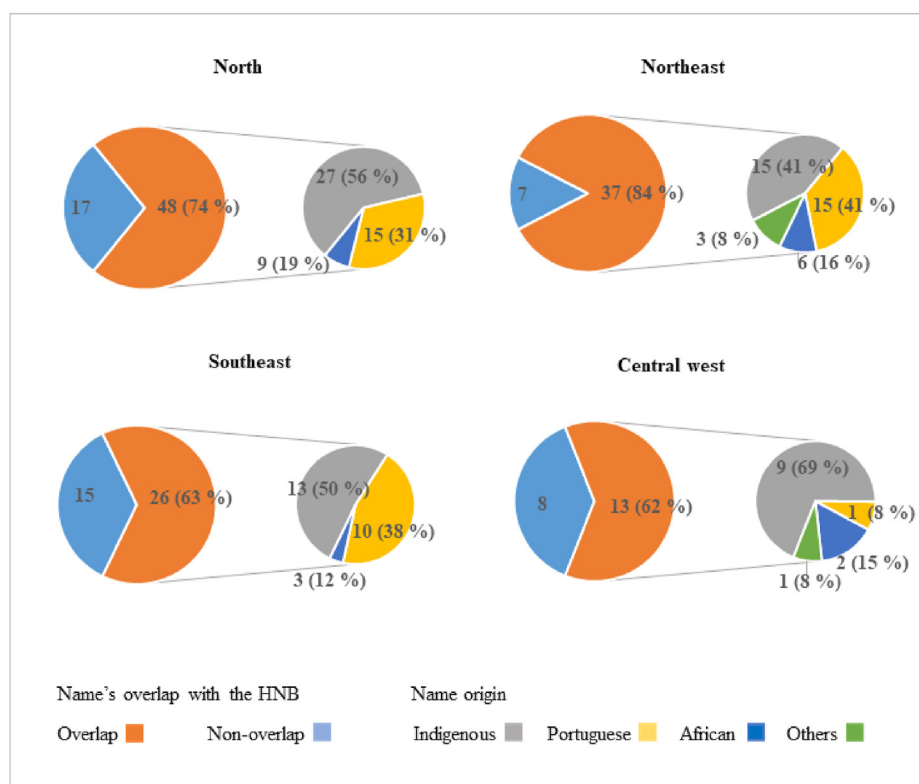 North
17
48 (74 %)
27 (56 %)
15 (31 %)
9 (19 %)
Northeast
7
37 (84 %)
15 (41 %)
15 (41 %)
3 (8 %)
6 (16 %)
Southeast
15
26 (63 %)
13 (50 %)
10 (38 %)
3 (12 %)
Central west
8
13 (62 %)
9 (69 %)
1 (8 %)
2 (15 %)
1 (8 %)
Name's overlap with the HNB
Overlap Non-overlap
Name origin
Indigenous Portuguese African Others